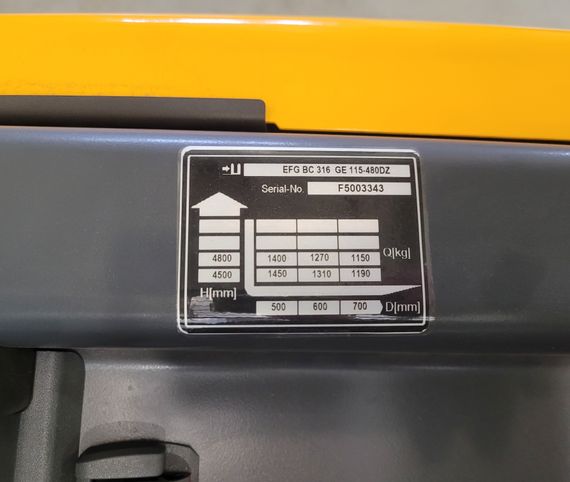 EFG BC 316 GE 115-480DZ
Serial-No. F5003343
4800 1400 1270 1150 Q[kg]
4500 1450 1310 1190
H[mm]
500 600 700 D[mm]